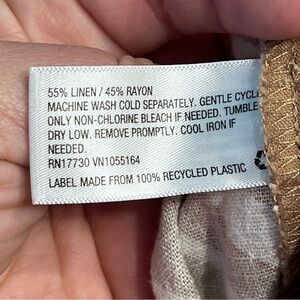 55% LINEN / 45% RAYON
MACHINE WASH COLD SEPARATELY. GENTLE CYCL
ONLY NON-CHLORINE BLEACH IF NEEDED. TUMBLE
DRY LOW. REMOVE PROMPTLY. COOL IRON IF
NEEDED.
RN17730 VN1055164
LABEL MADE FROM 100% RECYCLED PLASTIC